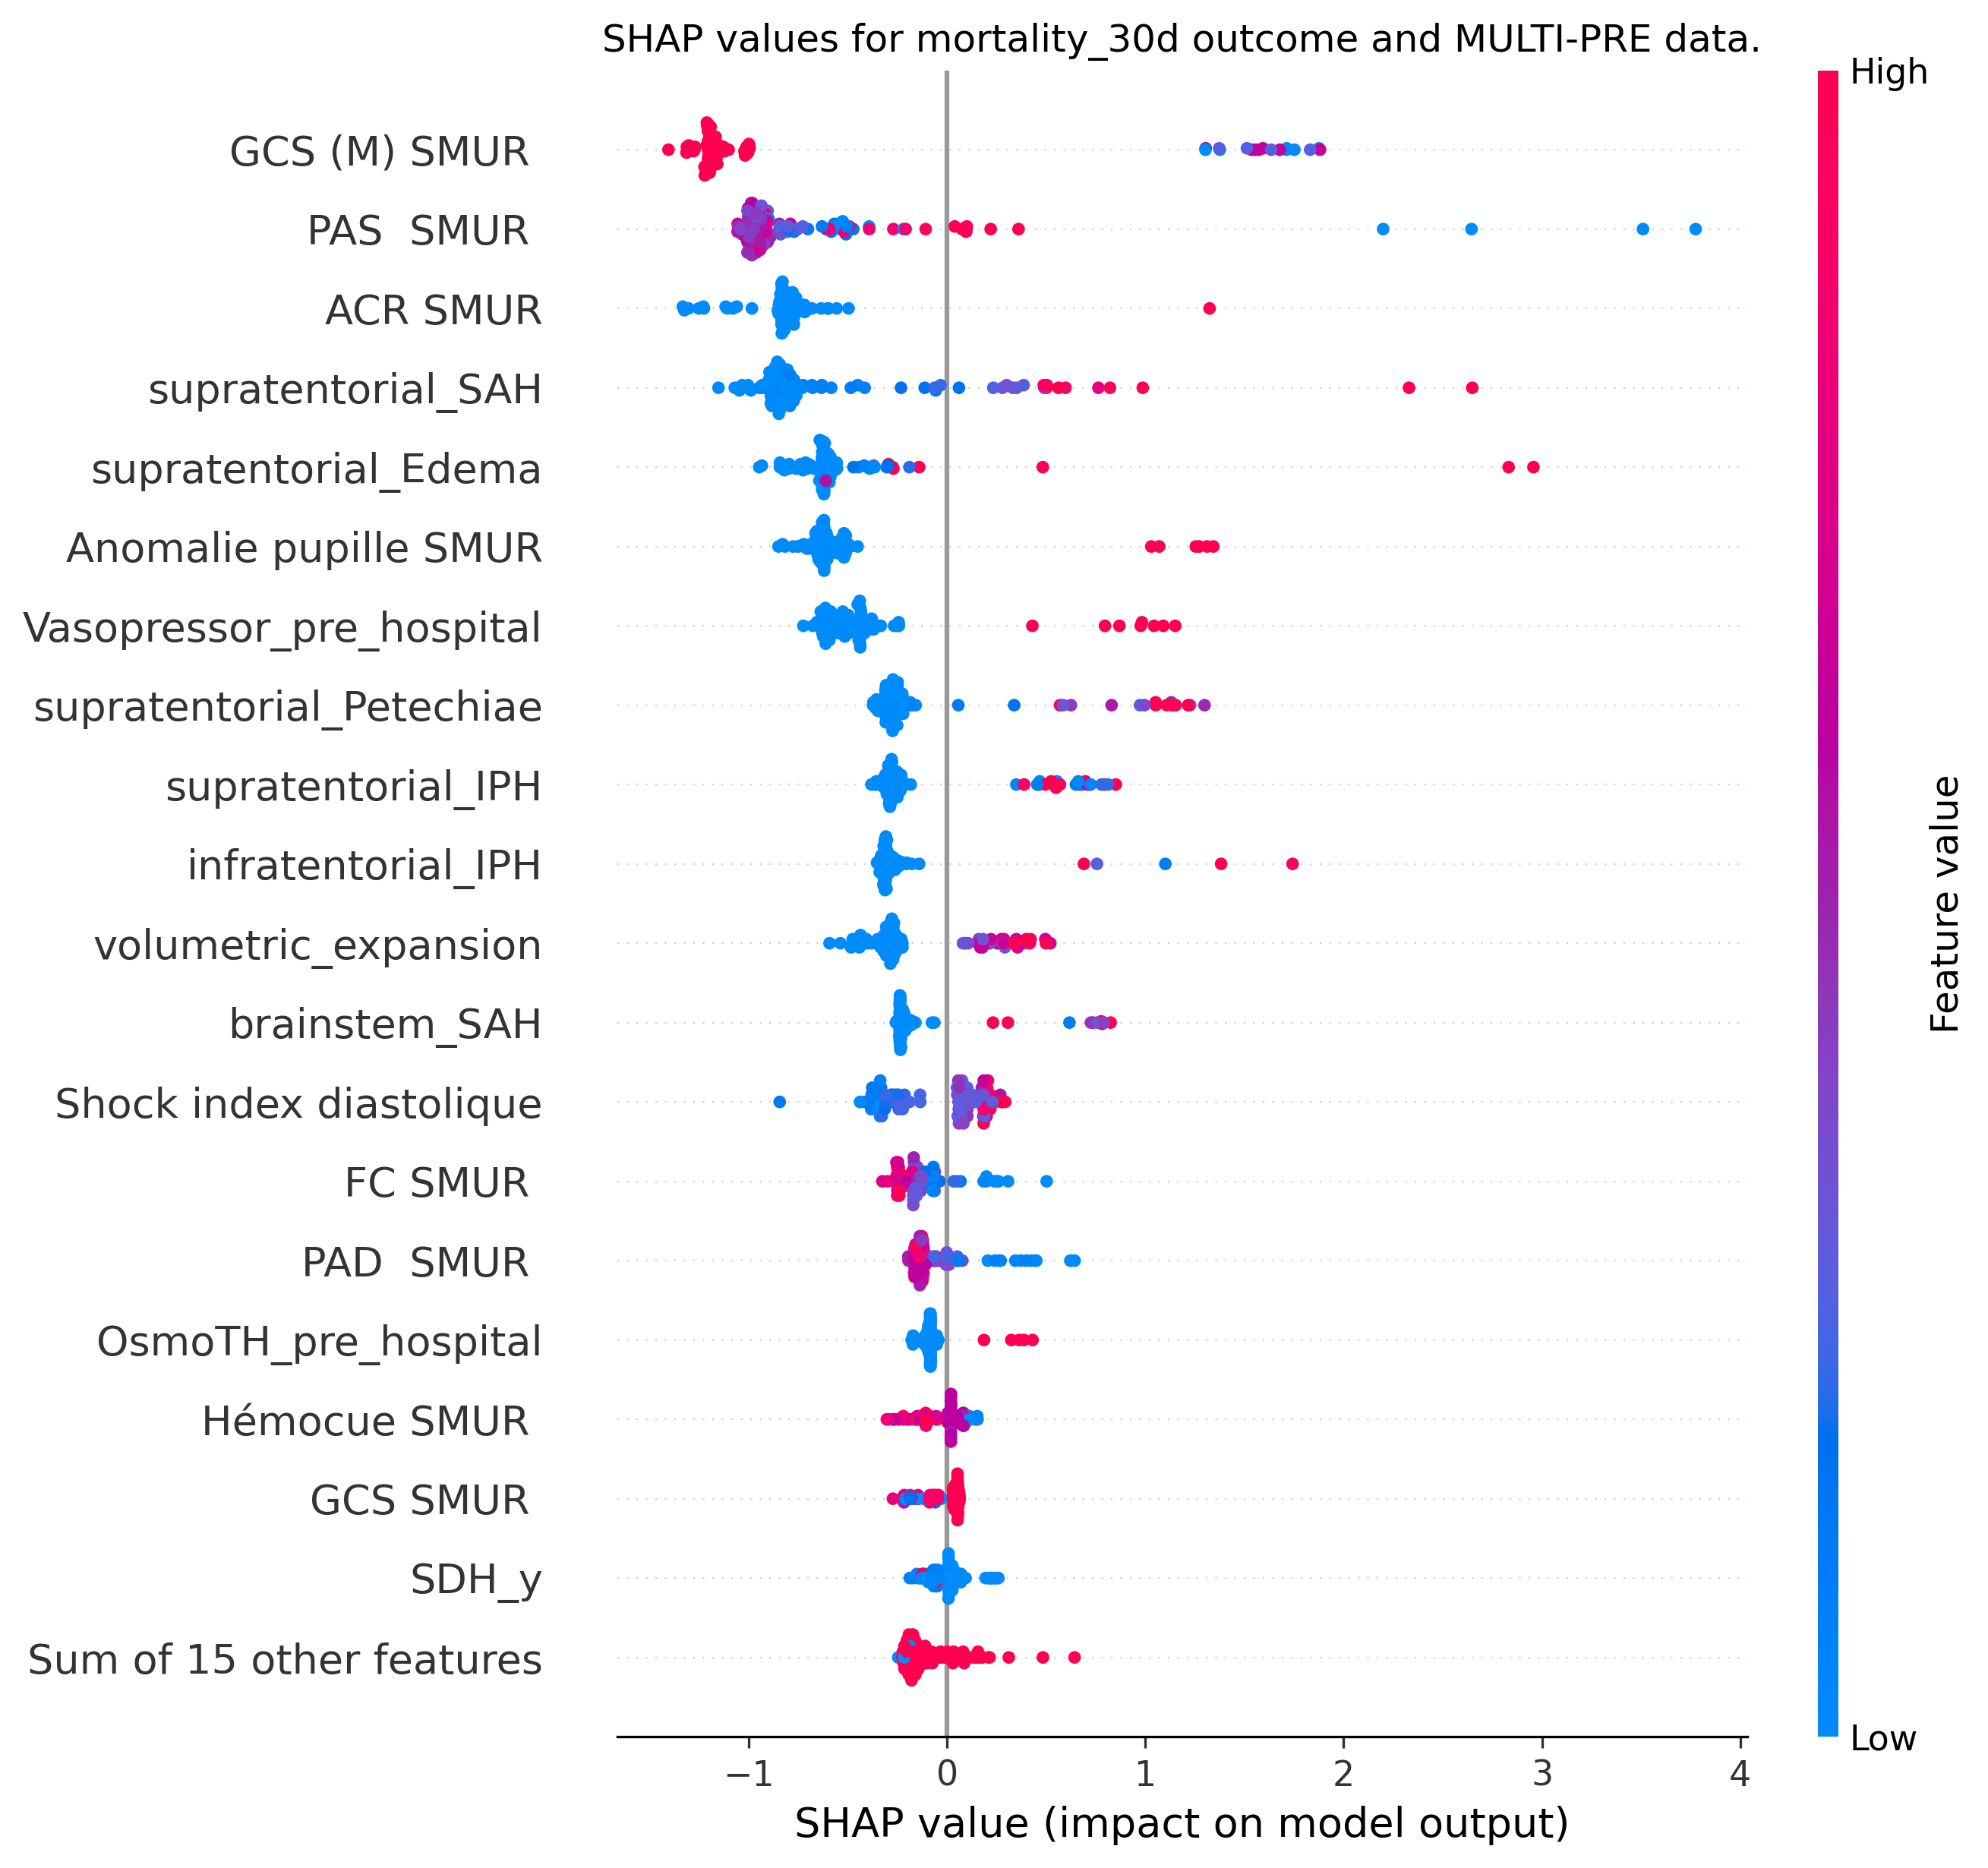 SHAP values for mortality_30d outcome and MULTI-PRE data.
High
GCS (M) SMUR
PAS  SMUR
ACR SMUR
supratentorial_SAH
supratentorial_Edema
Anomalie pupille SMUR
Vasopressor_pre_hospital
supratentorial_Petechiae
supratentorial_IPH
infratentorial_IPH
volumetric_expansion
brainstem_SAH
Shock index diastolique
FC SMUR
PAD  SMUR
OsmoTH_pre_hospital
Hémocue SMUR
GCS SMUR
SDH_y
Sum of 15 other features
Feature value
Low
−1 0 1 2 3 4
SHAP value (impact on model output)